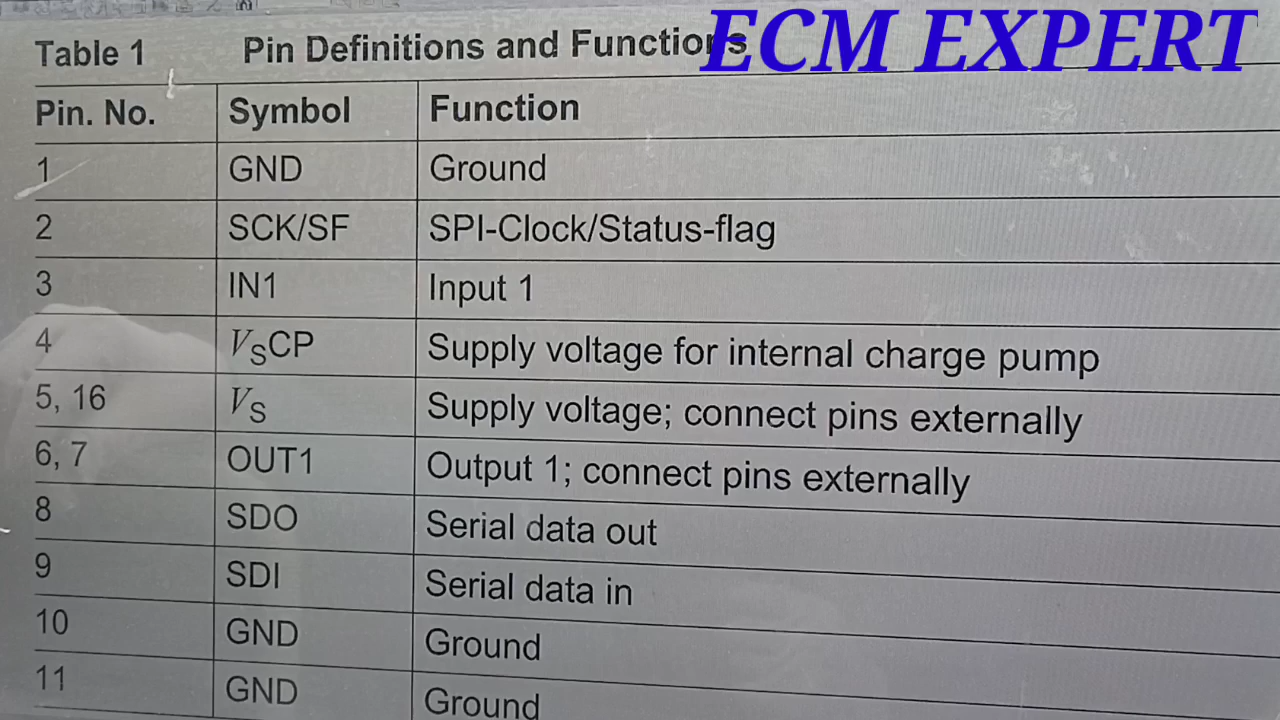 ECM EXPERT
Table 1 Pin Definitions and Functions
Pin. No. Symbol Function
1 GND Ground
2 SCK/SF SPI-Clock/Status-flag
3 IN1 Input 1
4 VSCP Supply voltage for internal charge pump
5, 16 VS Supply voltage; connect pins externally
6, 7 OUT1 Output 1; connect pins externally
8 SDO Serial data out
9 SDI Serial data in
10 GND Ground
11 GND Ground